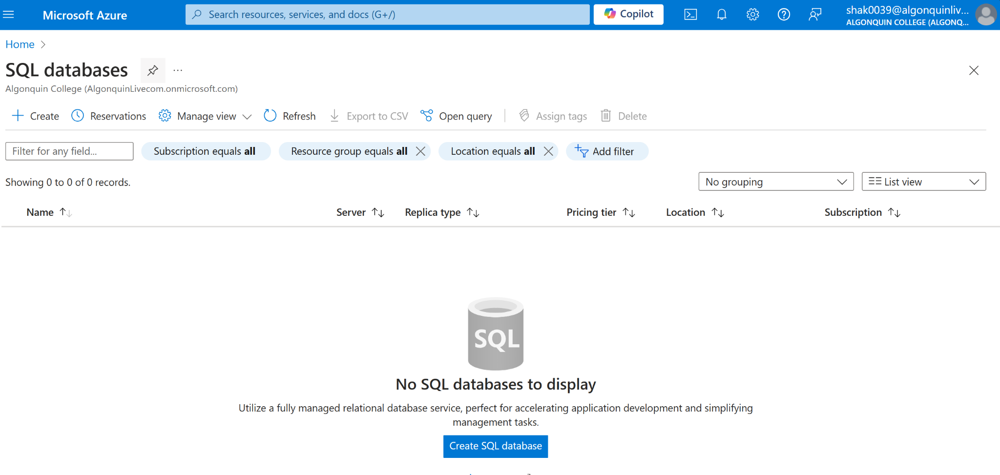 Microsoft Azure
Search resources, services, and docs (G+/)
Copilot
shak0039@algonquinliv...
ALGONQUIN COLLEGE (ALGONQ...
Home
SQL databases
...
Algonquin College (AlgonquinLivecom.onmicrosoft.com)
Create
Reservations
Manage view
Refresh
Export to CSV
Open query
Assign tags
Delete
Filter for any field...
Subscription equals all
Resource group equals all
Location equals all
Add filter
Showing 0 to 0 of 0 records.
No grouping
List view
Name
Server
Replica type
Pricing tier
Location
Subscription
SQL
No SQL databases to display
Utilize a fully managed relational database service, perfect for accelerating application development and simplifying
management tasks.
Create SQL database